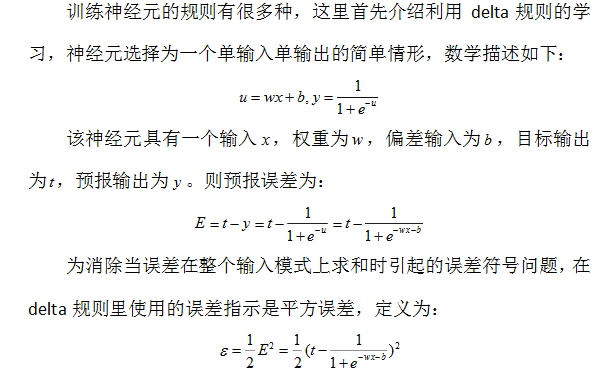 训练神经元的规则有很多种，这里首先介绍利用 delta 规则的学
习，神经元选择为一个单输入单输出的简单情形，数学描述如下：
u = wx + b, y = \frac{1}{1+e^{-u}}
该神经元具有一个输入 x，权重为 w，偏差输入为 b，目标输出
为 t，预报输出为 y。则预报误差为：
E = t - y = t - \frac{1}{1+e^{-u}} = t - \frac{1}{1+e^{-wx-b}}
为消除当误差在整个输入模式上求和时引起的误差符号问题，在
delta 规则里使用的误差指示是平方误差，定义为：
ε = \frac{1}{2}E^{2} = \frac{1}{2}(t - \frac{1}{1+e^{-wx-b}})^{2}